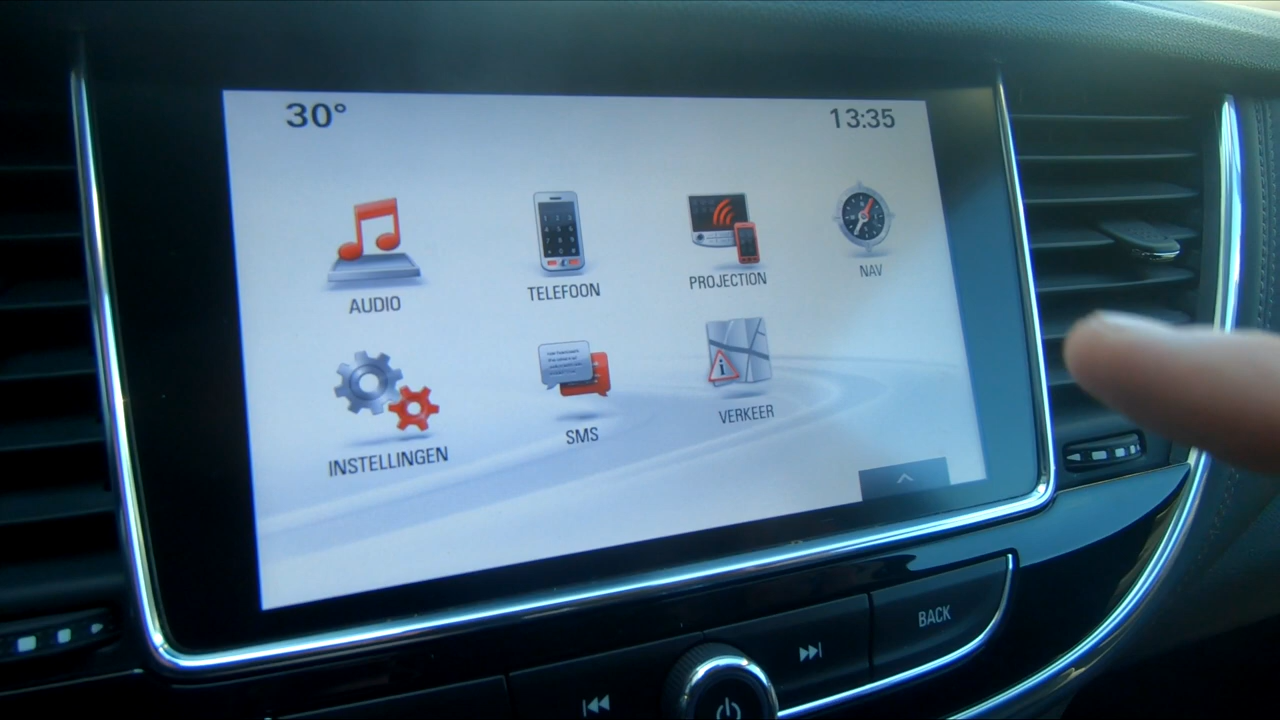 30°
13:35
AUDIO
TELEFOON
PROJECTION
NAV
INSTELLINGEN
SMS
VERKEER
BACK